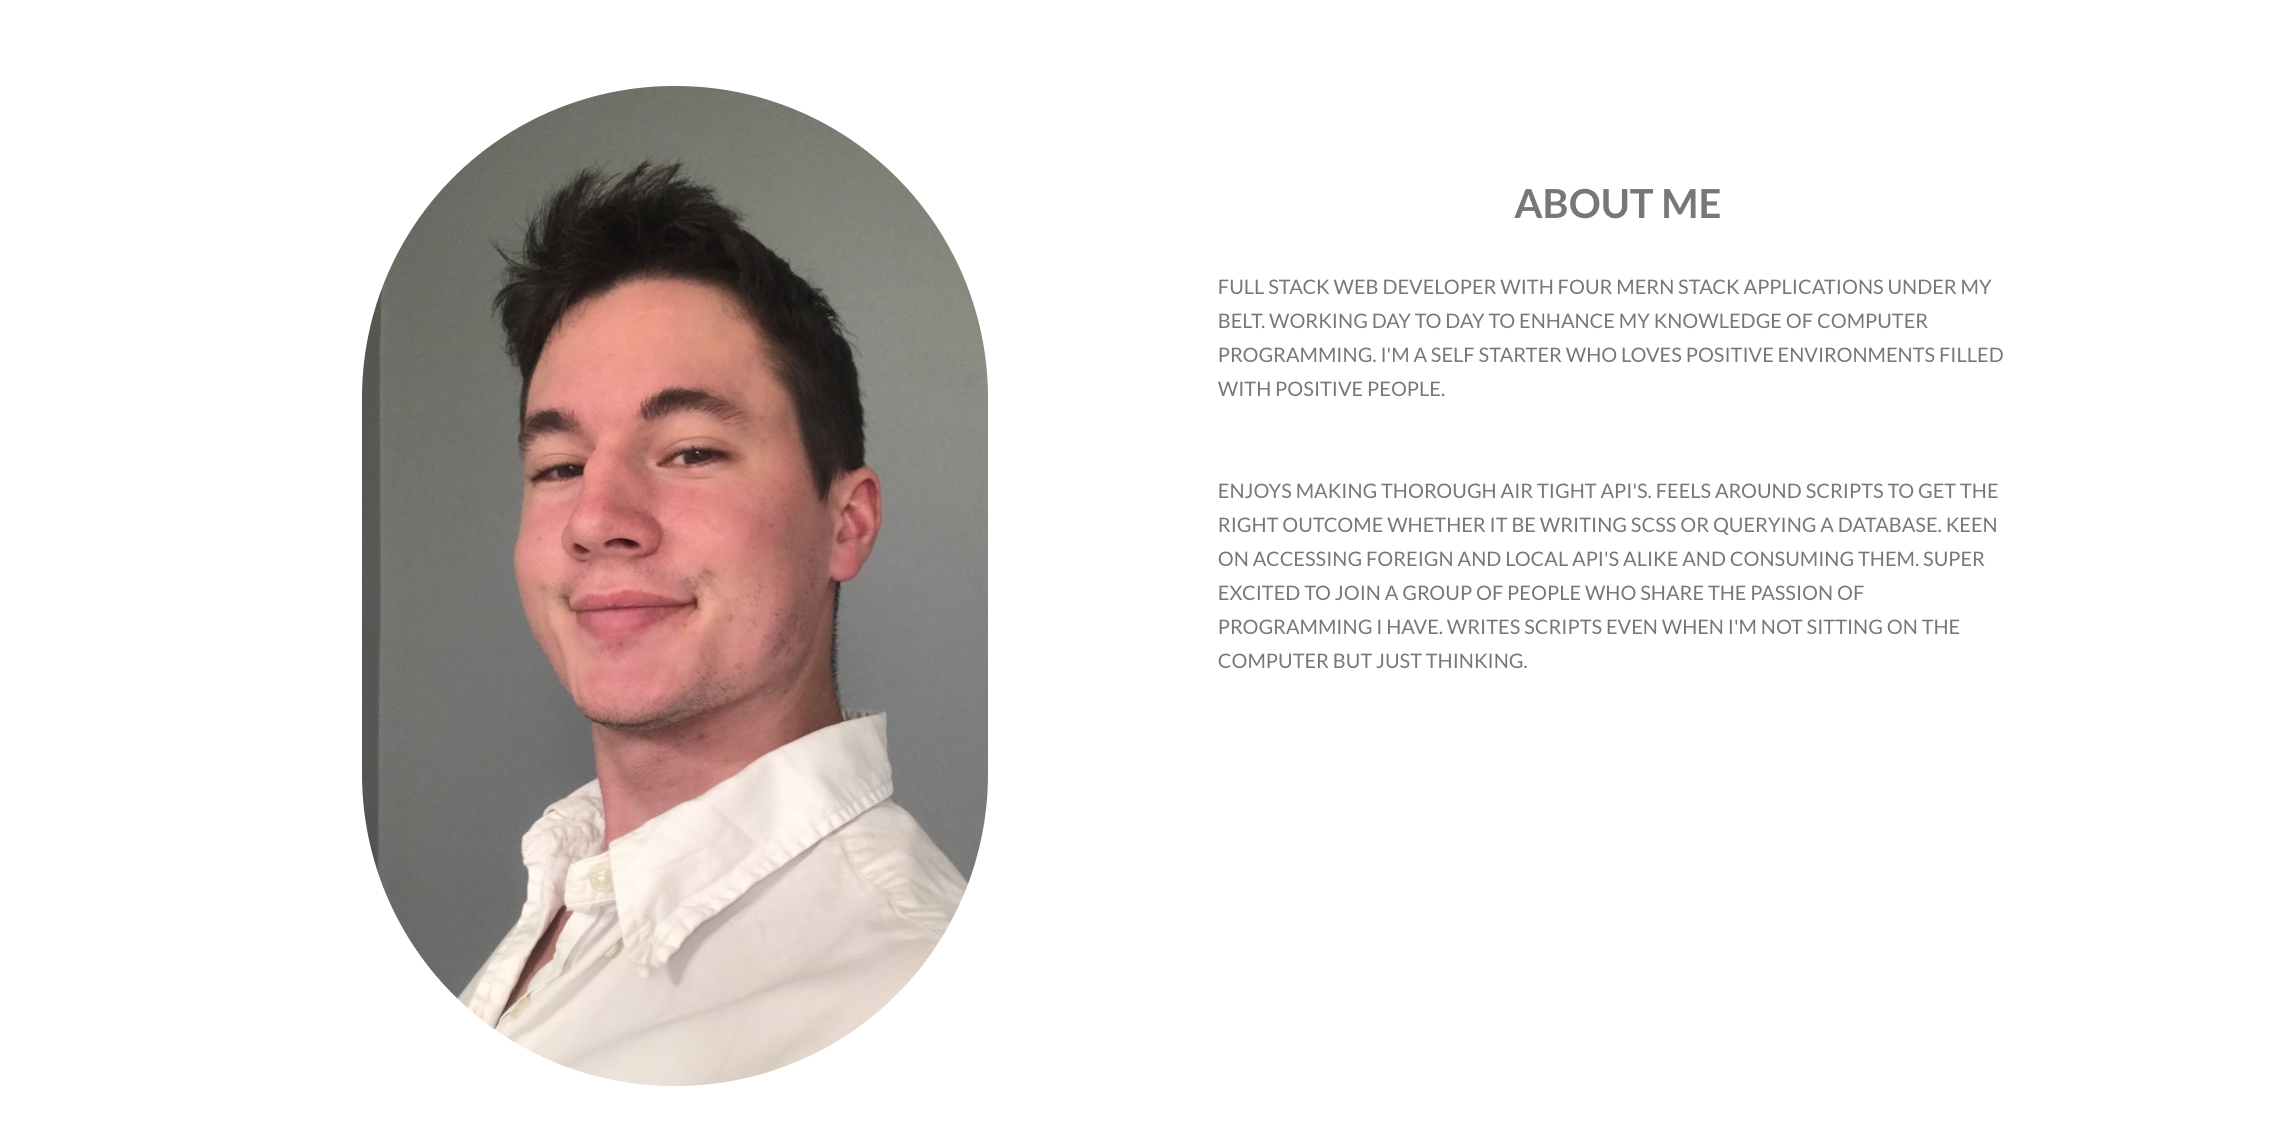 ABOUT ME
FULL STACK WEB DEVELOPER WITH FOUR MERN STACK APPLICATIONS UNDER MY
BELT. WORKING DAY TO DAY TO ENHANCE MY KNOWLEDGE OF COMPUTER
PROGRAMMING. I'M A SELF STARTER WHO LOVES POSITIVE ENVIRONMENTS FILLED
WITH POSITIVE PEOPLE.
ENJOYS MAKING THOROUGH AIR TIGHT API'S. FEELS AROUND SCRIPTS TO GET THE
RIGHT OUTCOME WHETHER IT BE WRITING SCSS OR QUERYING A DATABASE. KEEN
ON ACCESSING FOREIGN AND LOCAL API'S ALIKE AND CONSUMING THEM. SUPER
EXCITED TO JOIN A GROUP OF PEOPLE WHO SHARE THE PASSION OF
PROGRAMMING I HAVE. WRITES SCRIPTS EVEN WHEN I'M NOT SITTING ON THE
COMPUTER BUT JUST THINKING.